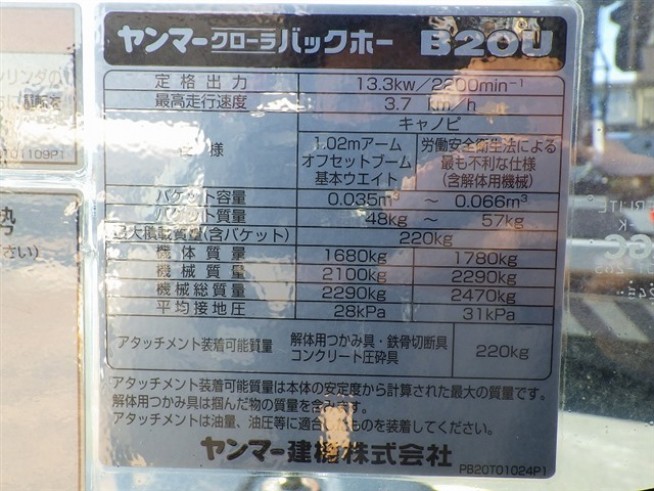 ヤンマークローラバックホー B20U
定格出力 13.3kw/2200min-1
最高走行速度 3.7 km/h
キャノピ
様 1.02mアーム 労働安全衛生法による
オフセットブーム 最も不利な仕様
基本ウエイト (含解体用機械)
バケット容量 0.035m³ ～ 0.066m³
バケット質量 48kg ～ 57kg
最大積載質量(含バケット) 220kg
機体質量 1680kg 1780kg
機械質量 2100kg 2290kg
機械総質量 2290kg 2470kg
平均接地圧 28kPa 31kPa
アタッチメント装着可能質量 解体用つかみ具・鉄骨切断具 220kg
コンクリート圧砕具
アタッチメント装着可能質量は本体の安定度から計算された最大の質量です。
解体用つかみ具は掴んだ物の質量を含みます。
アタッチメントは油量、油圧等に適合したものを装着してください。
ヤンマー建機株式会社
PB20T01024P1
リンダの
T01109P1
さい)